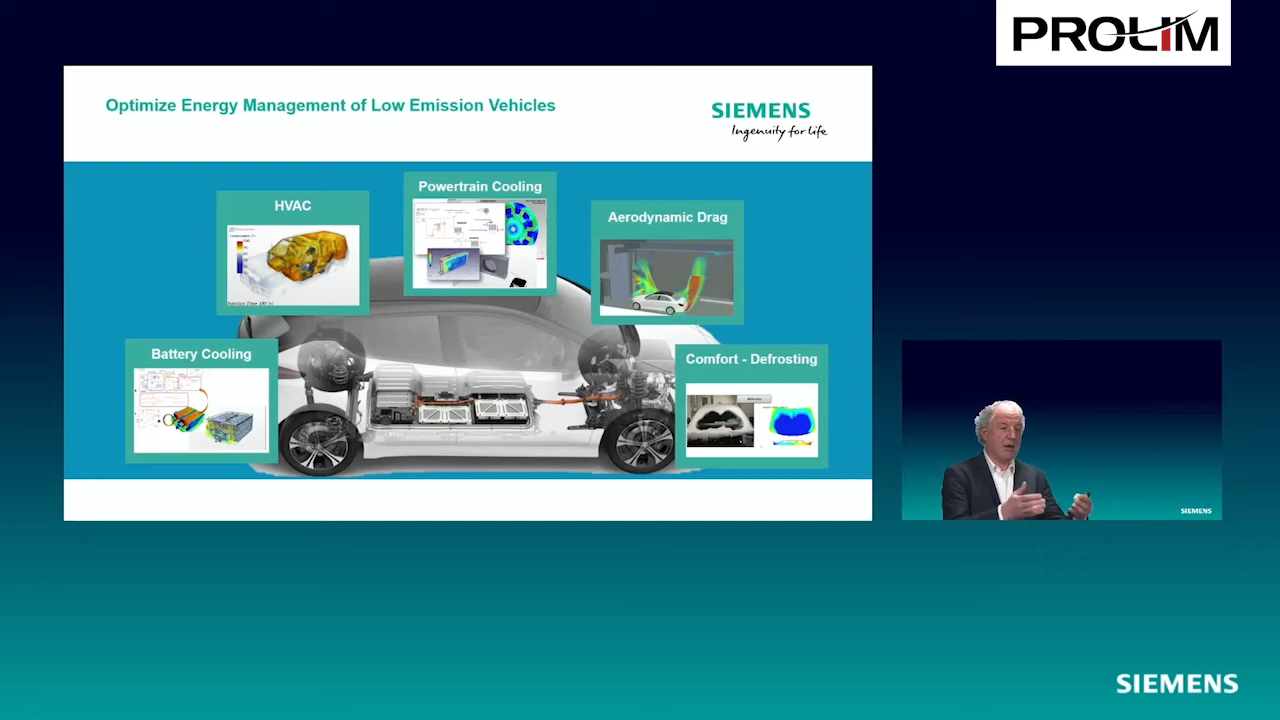 PROLIM
Optimize Energy Management of Low Emission Vehicles
SIEMENS
Ingenuity for life
Powertrain Cooling
HVAC
Aerodynamic Drag
Battery Cooling
Comfort - Defrosting
SIEMENS
SIEMENS